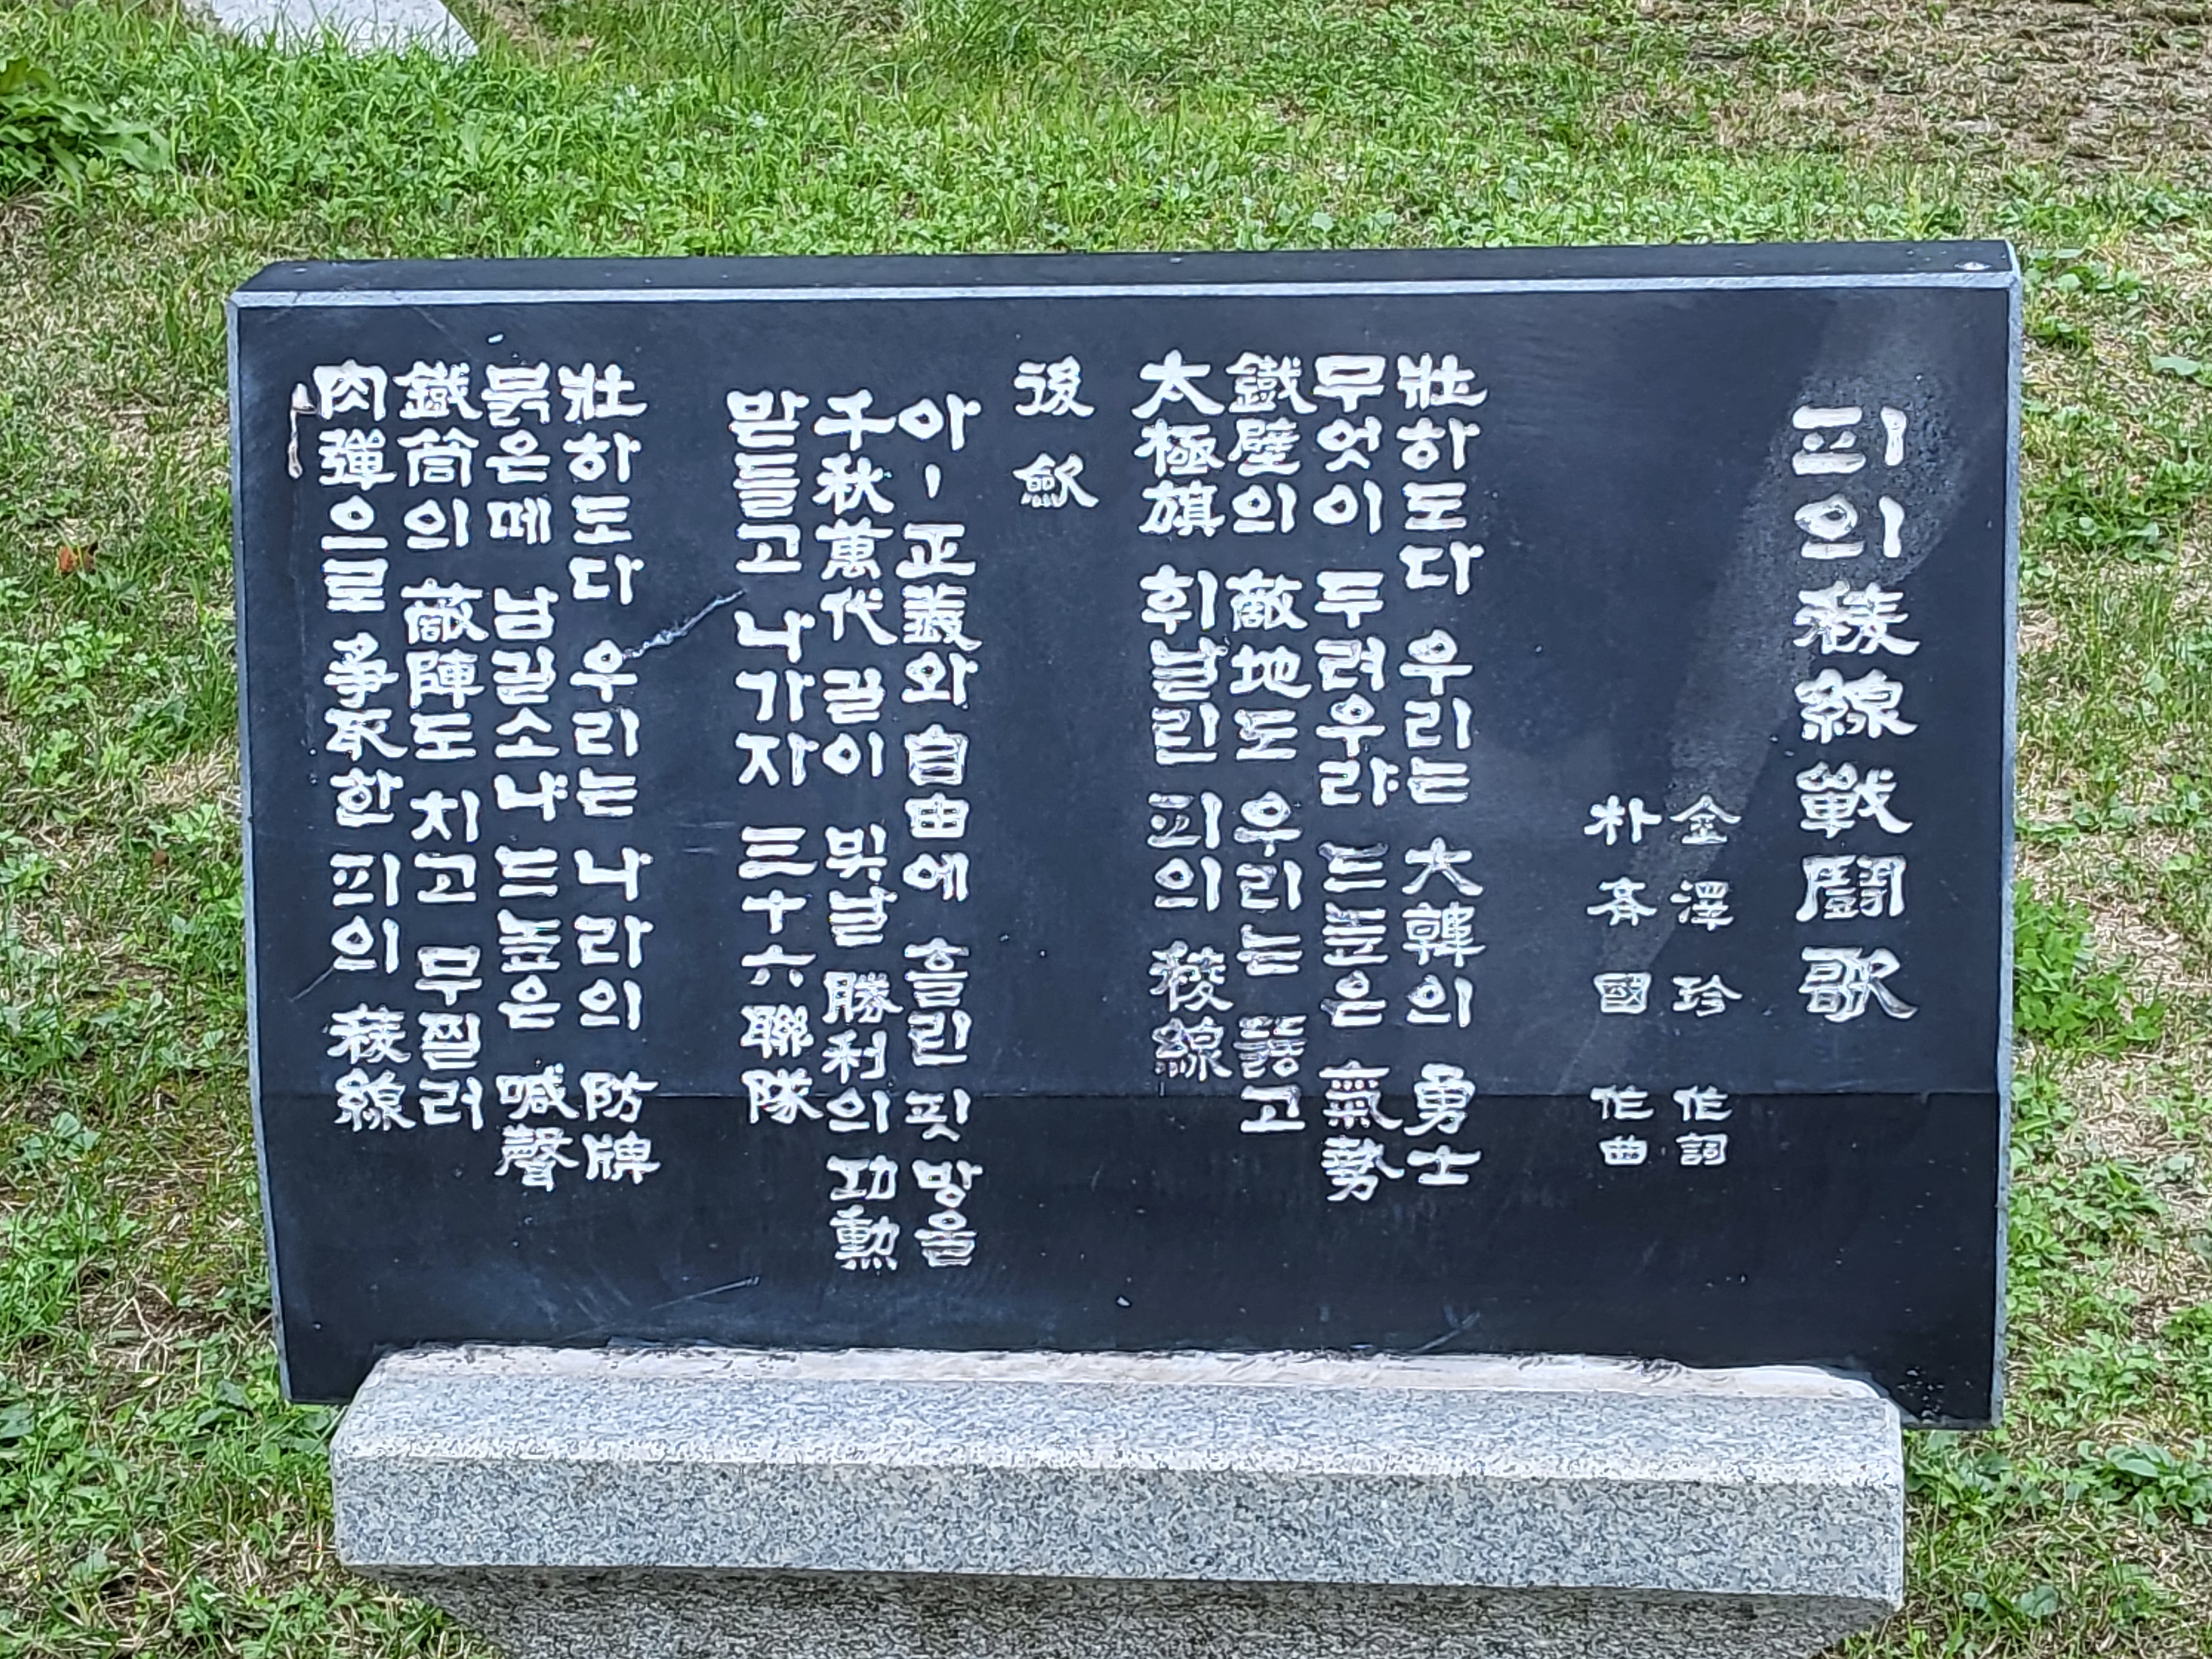 피의稜線戰鬪歌
金澤珍 作詞
朴斉國 作曲
壯하도다 우리는 大韓의 勇士
무엇이 두려우랴 드높은 氣勢
鐵壁의 敵地도 우리는 뚫고
太極旗 휘날린 피의 稜線
後斂
아- 正義와 自由에 흘린 핏망울
千秋萬代 길이 빛날 勝利의 功勲
받들고 나가자 三十六聯隊
壯하도다 우리는 나라의 防牌
붉은떼 남길소냐 드높은 喊聲
鐵筒의 敵陣도 치고 무찔러
肉彈으로 爭取한 피의 稜線